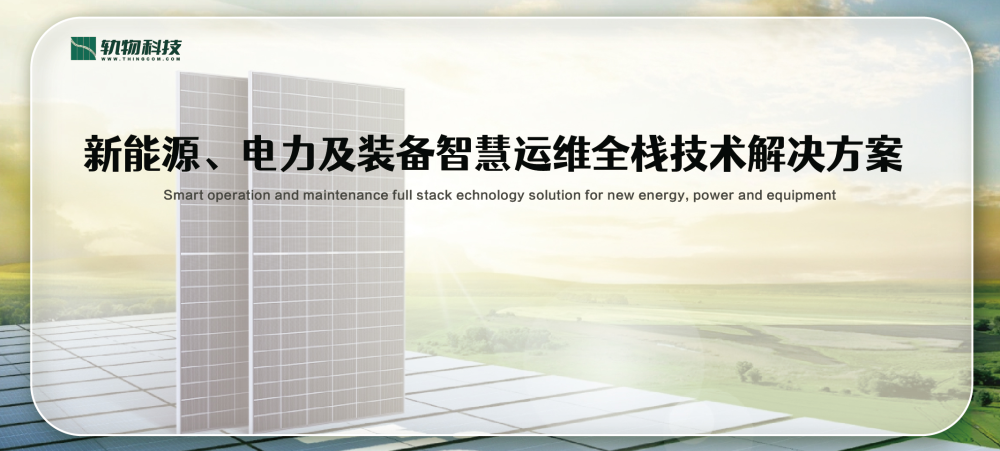 轨物科技
WWW.THINGCOM.COM
新能源、电力及装备智慧运维全栈技术解决方案
Smart operation and maintenance full stack echnology solution for new energy, power and equipment